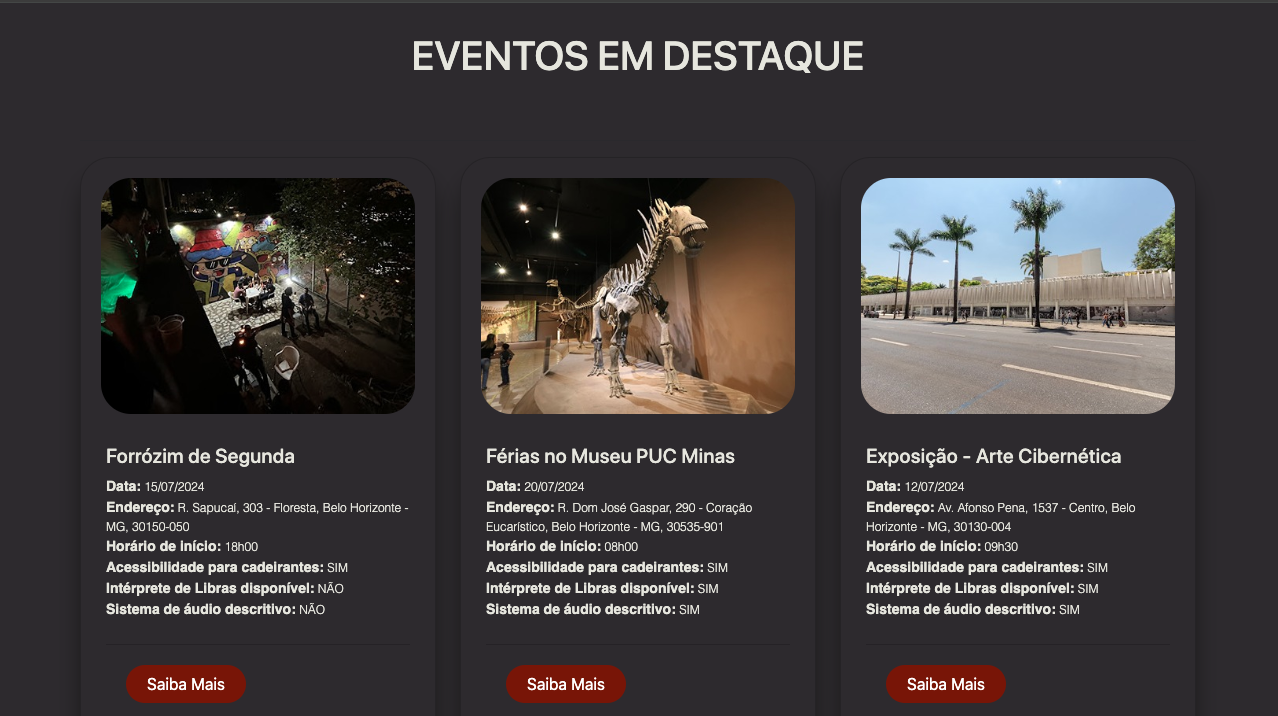 EVENTOS EM DESTAQUE
Forrózim de Segunda
Data: 15/07/2024
Endereço: R. Sapucaí, 303 - Floresta, Belo Horizonte -
MG, 30150-050
Horário de início: 18h00
Acessibilidade para cadeirantes: SIM
Intérprete de Libras disponível: NÃO
Sistema de áudio descritivo: NÃO
Saiba Mais
Férias no Museu PUC Minas
Data: 20/07/2024
Endereço: R. Dom José Gaspar, 290 - Coração
Eucarístico, Belo Horizonte - MG, 30535-901
Horário de início: 08h00
Acessibilidade para cadeirantes: SIM
Intérprete de Libras disponível: SIM
Sistema de áudio descritivo: SIM
Saiba Mais
Exposição - Arte Cibernética
Data: 12/07/2024
Endereço: Av. Afonso Pena, 1537 - Centro, Belo
Horizonte - MG, 30130-004
Horário de início: 09h30
Acessibilidade para cadeirantes: SIM
Intérprete de Libras disponível: SIM
Sistema de áudio descritivo: SIM
Saiba Mais